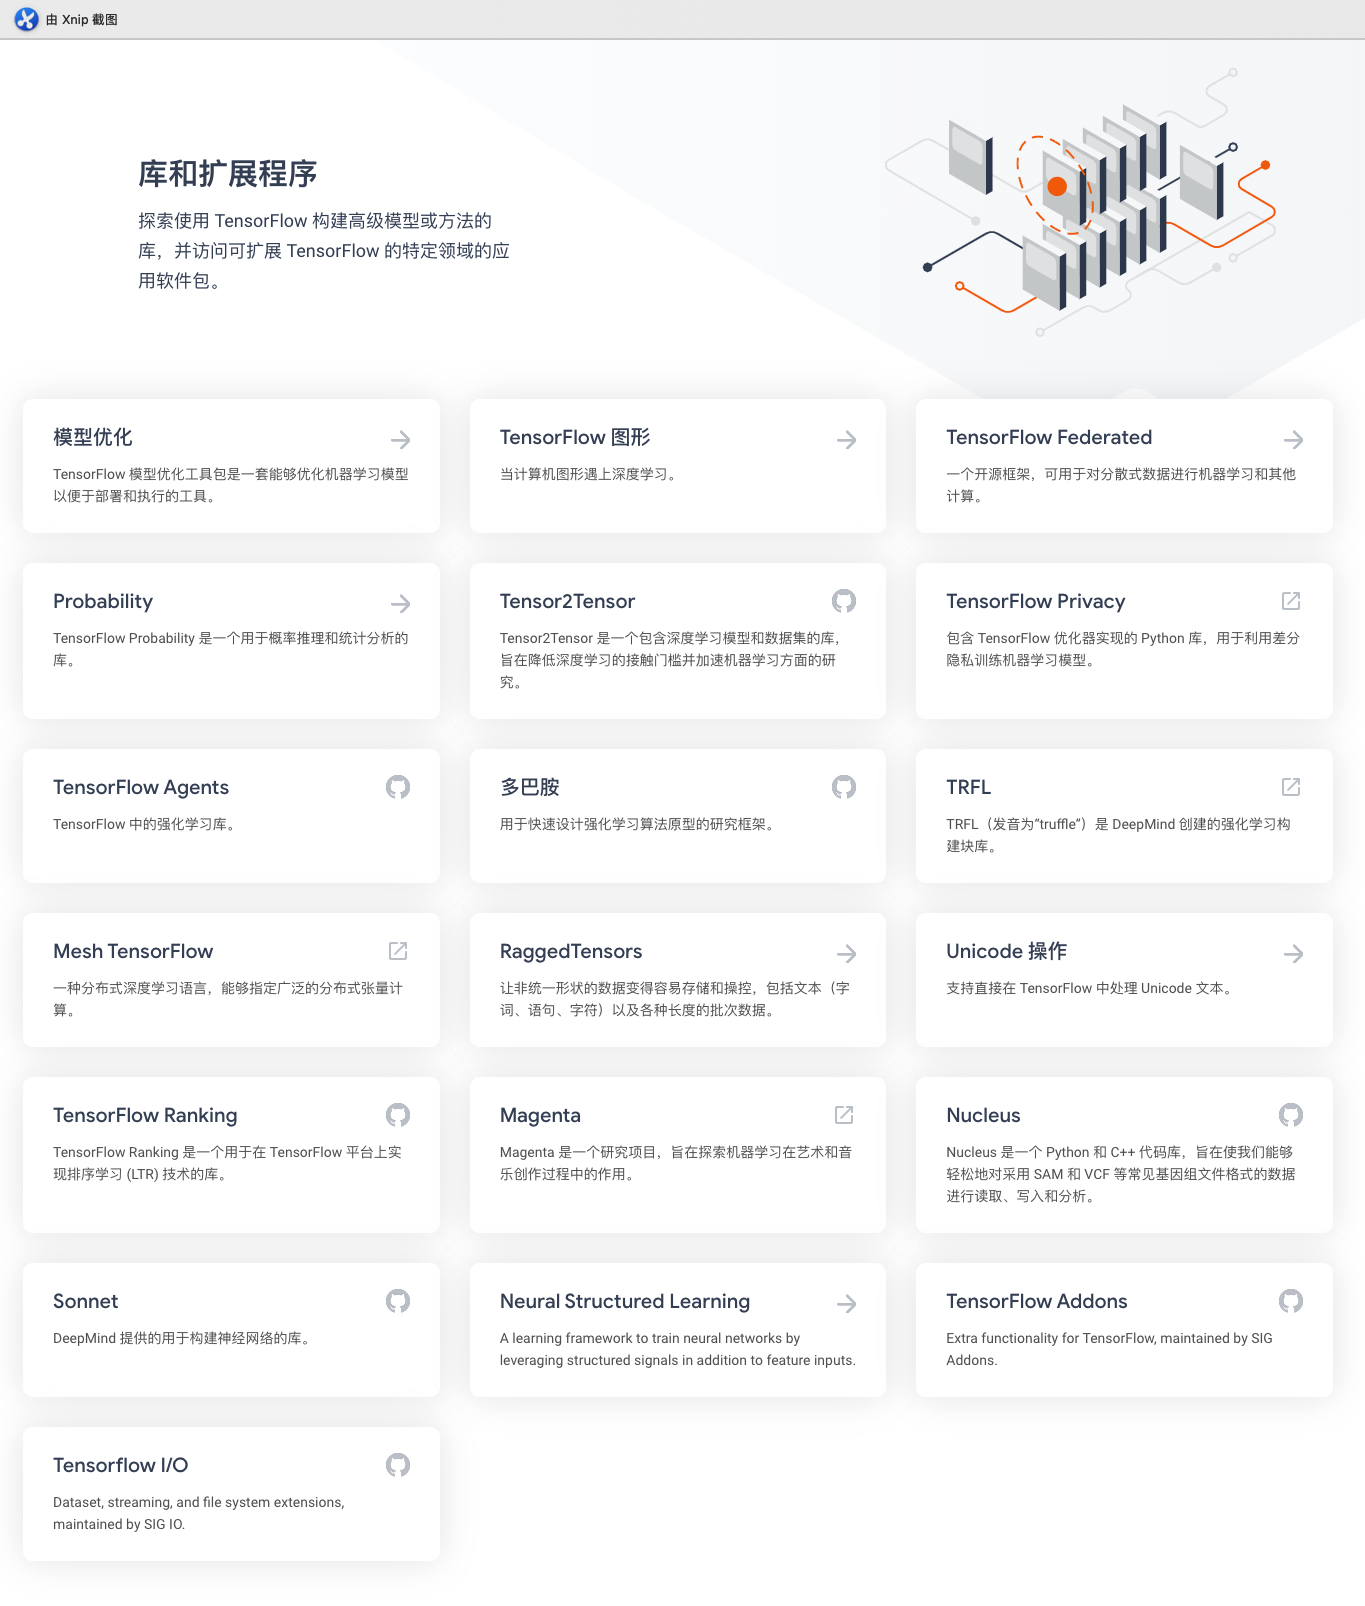 由 Xnip 截图
库和扩展程序
探索使用 TensorFlow 构建高级模型或方法的
库，并访问可扩展 TensorFlow 的特定领域的应
用软件包。
模型优化
TensorFlow 模型优化工具包是一套能够优化机器学习模型
以便于部署和执行的工具。
TensorFlow 图形
当计算机图形遇上深度学习。
TensorFlow Federated
一个开源框架，可用于对分散式数据进行机器学习和其他
计算。
Probability
TensorFlow Probability 是一个用于概率推理和统计分析的
库。
Tensor2Tensor
Tensor2Tensor 是一个包含深度学习模型和数据集的库，
旨在降低深度学习的接触门槛并加速机器学习方面的研
究。
TensorFlow Privacy
包含 TensorFlow 优化器实现的 Python 库，用于利用差分
隐私训练机器学习模型。
TensorFlow Agents
TensorFlow 中的强化学习库。
多巴胺
用于快速设计强化学习算法原型的研究框架。
TRFL
TRFL（发音为“truffle”）是 DeepMind 创建的强化学习构
建块库。
Mesh TensorFlow
一种分布式深度学习语言，能够指定广泛的分布式张量计
算。
RaggedTensors
让非统一形状的数据变得容易存储和操控，包括文本（字
词、语句、字符）以及各种长度的批次数据。
Unicode 操作
支持直接在 TensorFlow 中处理 Unicode 文本。
TensorFlow Ranking
TensorFlow Ranking 是一个用于在 TensorFlow 平台上实
现排序学习 (LTR) 技术的库。
Magenta
Magenta 是一个研究项目，旨在探索机器学习在艺术和音
乐创作过程中的作用。
Nucleus
Nucleus 是一个 Python 和 C++ 代码库，旨在使我们能够
轻松地对采用 SAM 和 VCF 等常见基因组文件格式的数据
进行读取、写入和分析。
Sonnet
DeepMind 提供的用于构建神经网络的库。
Neural Structured Learning
A learning framework to train neural networks by
leveraging structured signals in addition to feature inputs.
TensorFlow Addons
Extra functionality for TensorFlow, maintained by SIG
Addons.
Tensorflow I/O
Dataset, streaming, and file system extensions,
maintained by SIG IO.